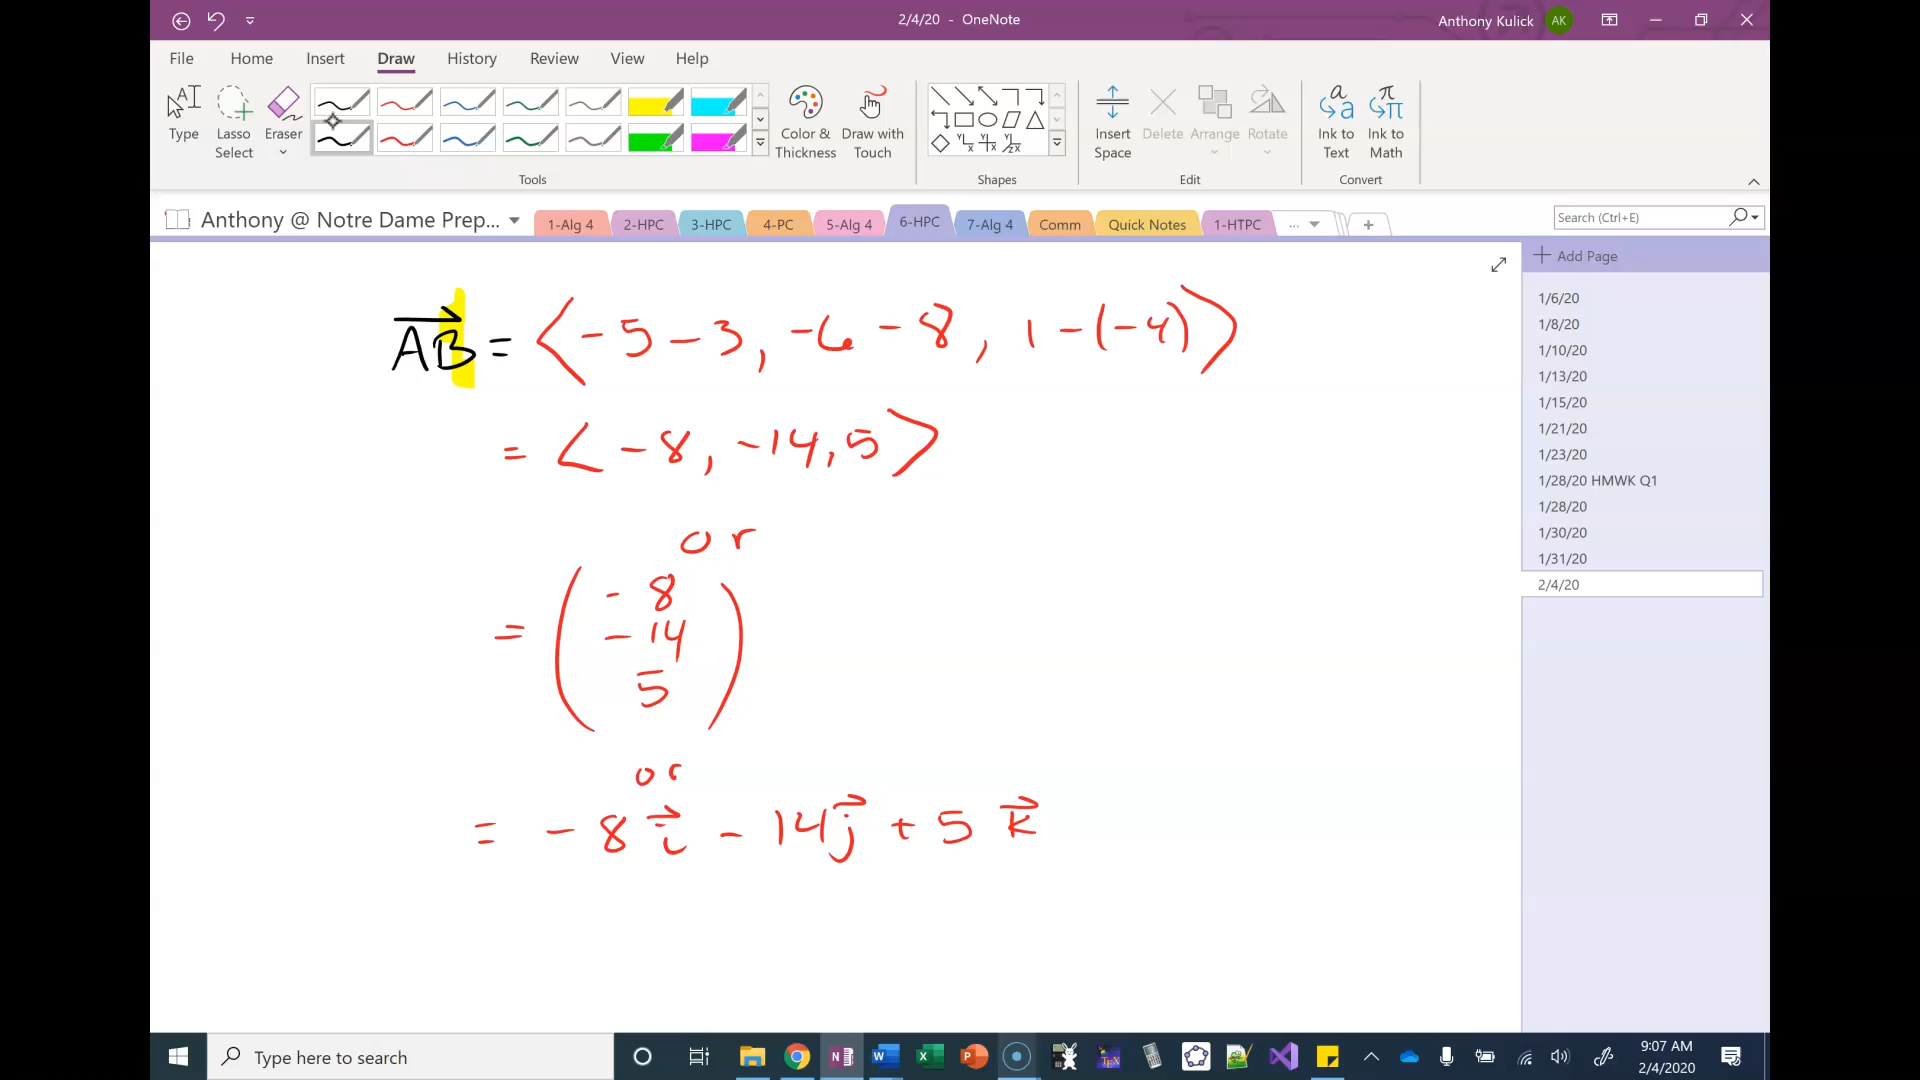 2/4/20 - OneNote
Anthony Kulick AK
File Home Insert Draw History Review View Help
Type
Lasso Select
Eraser
Color & Thickness
Draw with Touch
Insert Space
Delete
Arrange
Rotate
Ink to Text
Ink to Math
Tools
Shapes
Edit
Convert
Anthony @ Notre Dame Prep...
1-Alg 4 2-HPC 3-HPC 4-PC 5-Alg 4 6-HPC 7-Alg 4 Comm Quick Notes 1-HTPC ...
Search (Ctrl+E)
Add Page
1/6/20
1/8/20
1/10/20
1/13/20
1/15/20
1/21/20
1/23/20
1/28/20 HMWK Q1
1/28/20
1/30/20
1/31/20
2/4/20
AB = ⟨-5-3, -6-8, 1-(-4)⟩
= ⟨-8, -14, 5⟩
or
= ( -8
-14
5 )
or
= -8i - 14j + 5k
Type here to search
9:07 AM
2/4/2020